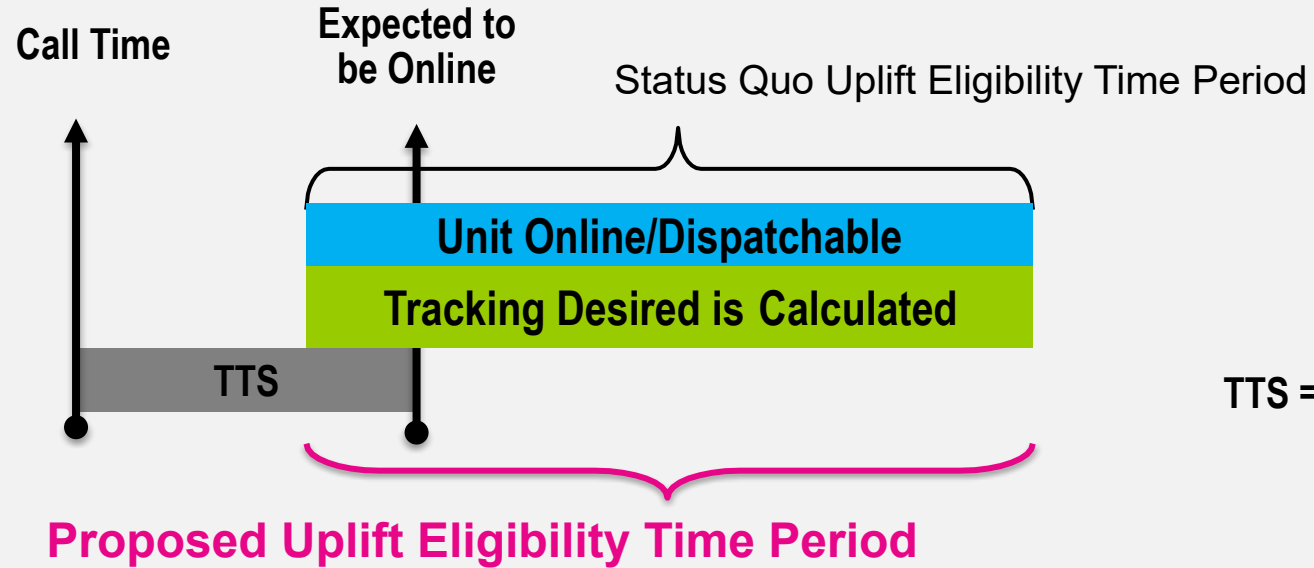 Call Time
Expected to
be Online
Status Quo Uplift Eligibility Time Period
Unit Online/Dispatchable
Tracking Desired is Calculated
TTS
TTS =
Proposed Uplift Eligibility Time Period